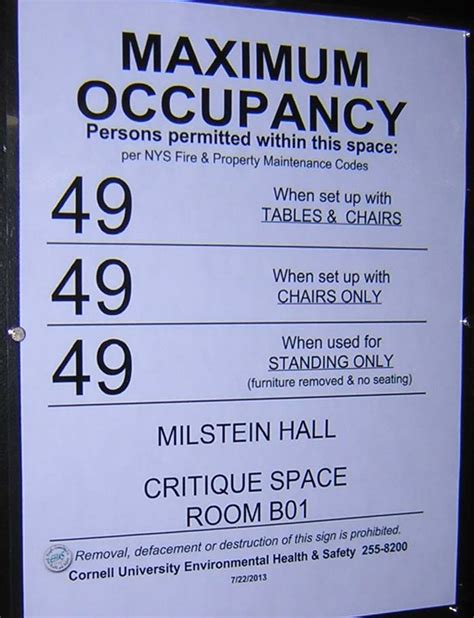 MAXIMUM
OCCUPANCY
Persons permitted within this space:
per NYS Fire & Property Maintenance Codes
49
When set up with
TABLES & CHAIRS
49
When set up with
CHAIRS ONLY
49
When used for
STANDING ONLY
(furniture removed & no seating)
MILSTEIN HALL
CRITIQUE SPACE
ROOM B01
Removal, defacement or destruction of this sign is prohibited.
Cornell University Environmental Health & Safety 255-8200
7/22/2013